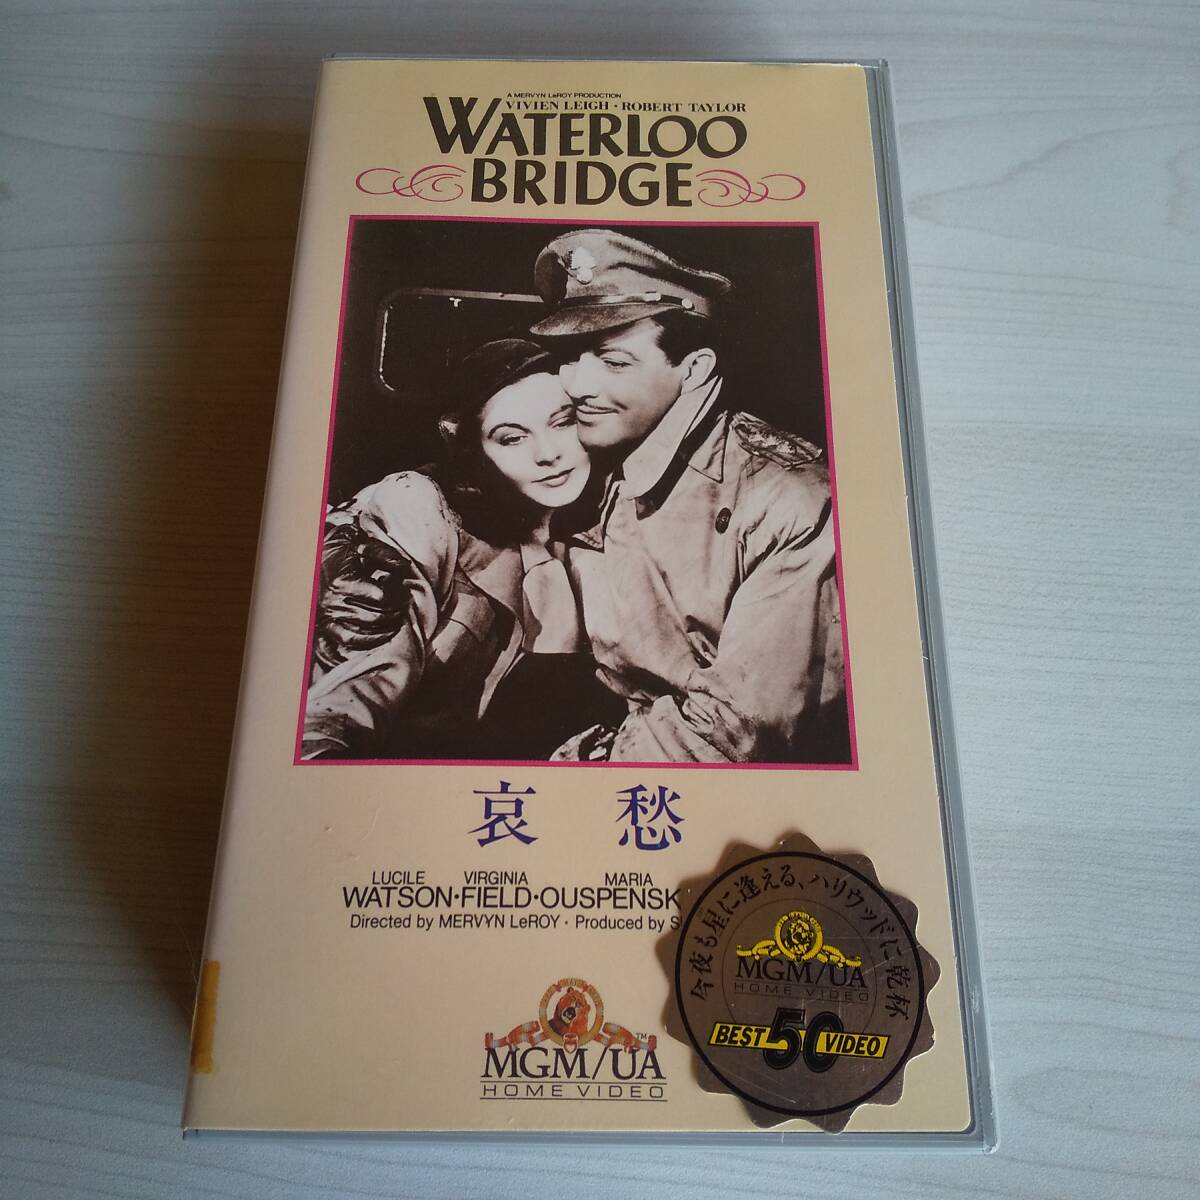 A MERVYN LeROY PRODUCTION
VIVIEN LEIGH · ROBERT TAYLOR
WATERLOO
BRIDGE
哀愁
LUCILE VIRGINIA MARIA
WATSON · FIELD · OUSPENSK
Directed by MERVYN LeROY · Produced by S
MGM/UA
HOME VIDEO
TM
今夜も星に逢える、ハリウッドに乾杯
MGM/UA
HOME VIDEO
BEST 50 VIDEO